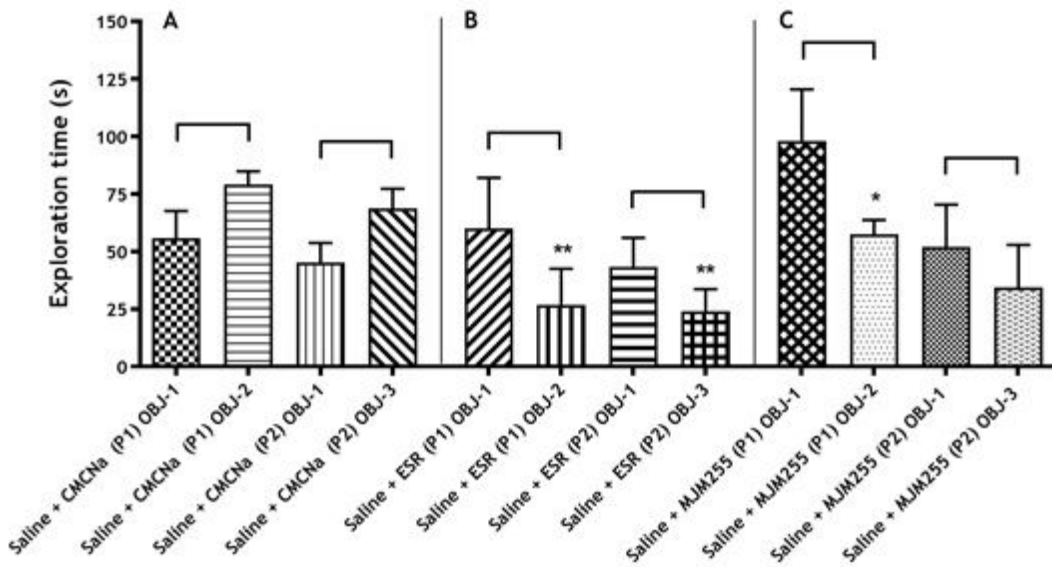 A
B
C
Exploration time (s)
150
125
100
75
50
25
0
**
**
*
Saline + CMCNa (P1) OBJ-1
Saline + CMCNa (P1) OBJ-2
Saline + CMCNa (P2) OBJ-1
Saline + CMCNa (P2) OBJ-3
Saline + ESR (P1) OBJ-1
Saline + ESR (P1) OBJ-2
Saline + ESR (P2) OBJ-1
Saline + ESR (P2) OBJ-3
Saline + MJM255 (P1) OBJ-1
Saline + MJM255 (P1) OBJ-2
Saline + MJM255 (P2) OBJ-1
Saline + MJM255 (P2) OBJ-3